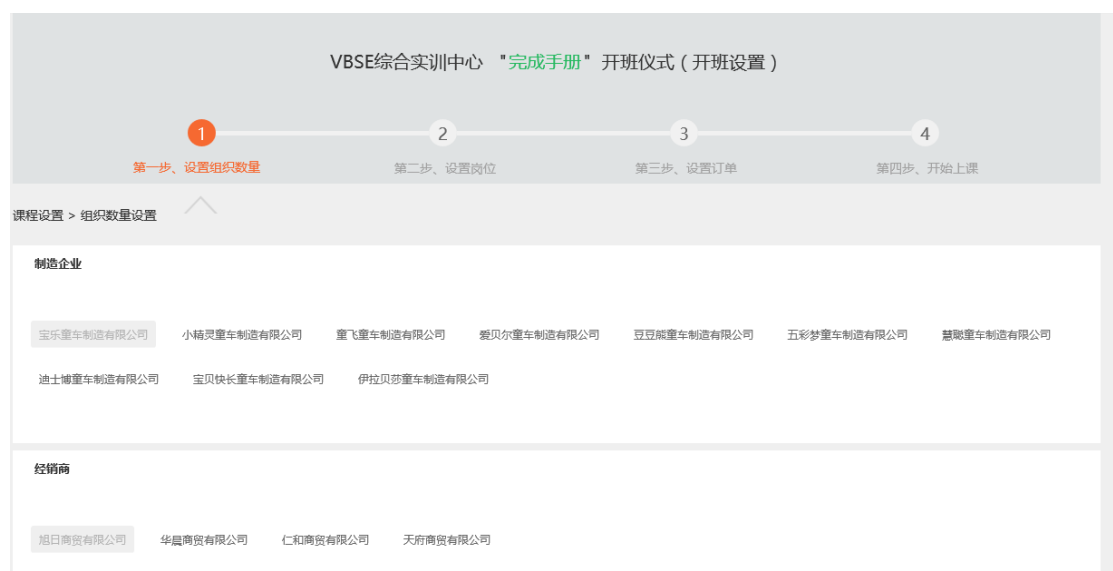 VBSE综合实训中心 "完成手册" 开班仪式 ( 开班设置 )
1 2 3 4
第一步、设置组织数量 第二步、设置岗位 第三步、设置订单 第四步、开始上课
课程设置 > 组织数量设置
制造企业
宝乐童车制造有限公司 小精灵童车制造有限公司 童飞童车制造有限公司 爱贝尔童车制造有限公司 豆豆熊童车制造有限公司 五彩梦童车制造有限公司 慧聪童车制造有限公司
迪士博童车制造有限公司 宝贝快长童车制造有限公司 伊拉贝莎童车制造有限公司
经销商
旭日商贸有限公司 华晨商贸有限公司 仁和商贸有限公司 天府商贸有限公司